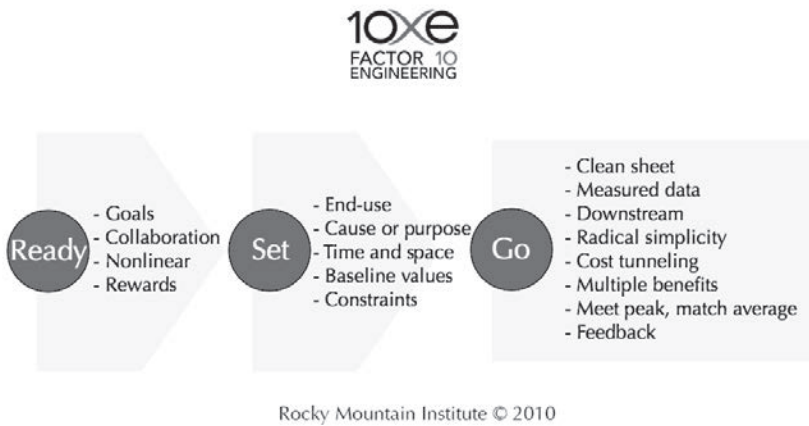 10xe
FACTOR 10
ENGINEERING
Ready
- Goals
- Collaboration
- Nonlinear
- Rewards
Set
- End-use
- Cause or purpose
- Time and space
- Baseline values
- Constraints
Go
- Clean sheet
- Measured data
- Downstream
- Radical simplicity
- Cost tunneling
- Multiple benefits
- Meet peak, match average
- Feedback
Rocky Mountain Institute © 2010